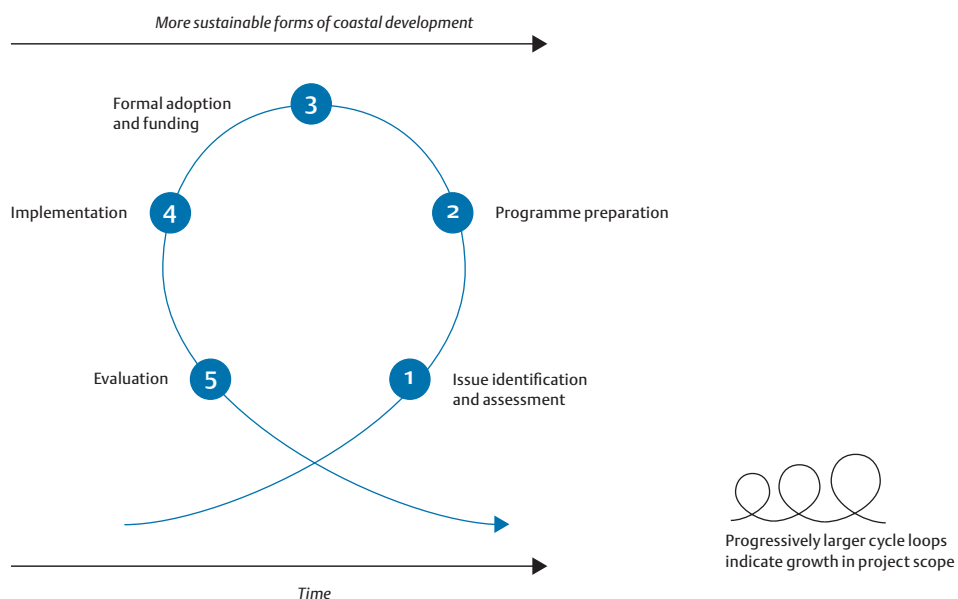 More sustainable forms of coastal development
3
Formal adoption
and funding
Implementation
4
2
Programme preparation
Evaluation
5
1
Issue identification
and assessment
Progressively larger cycle loops
indicate growth in project scope
Time